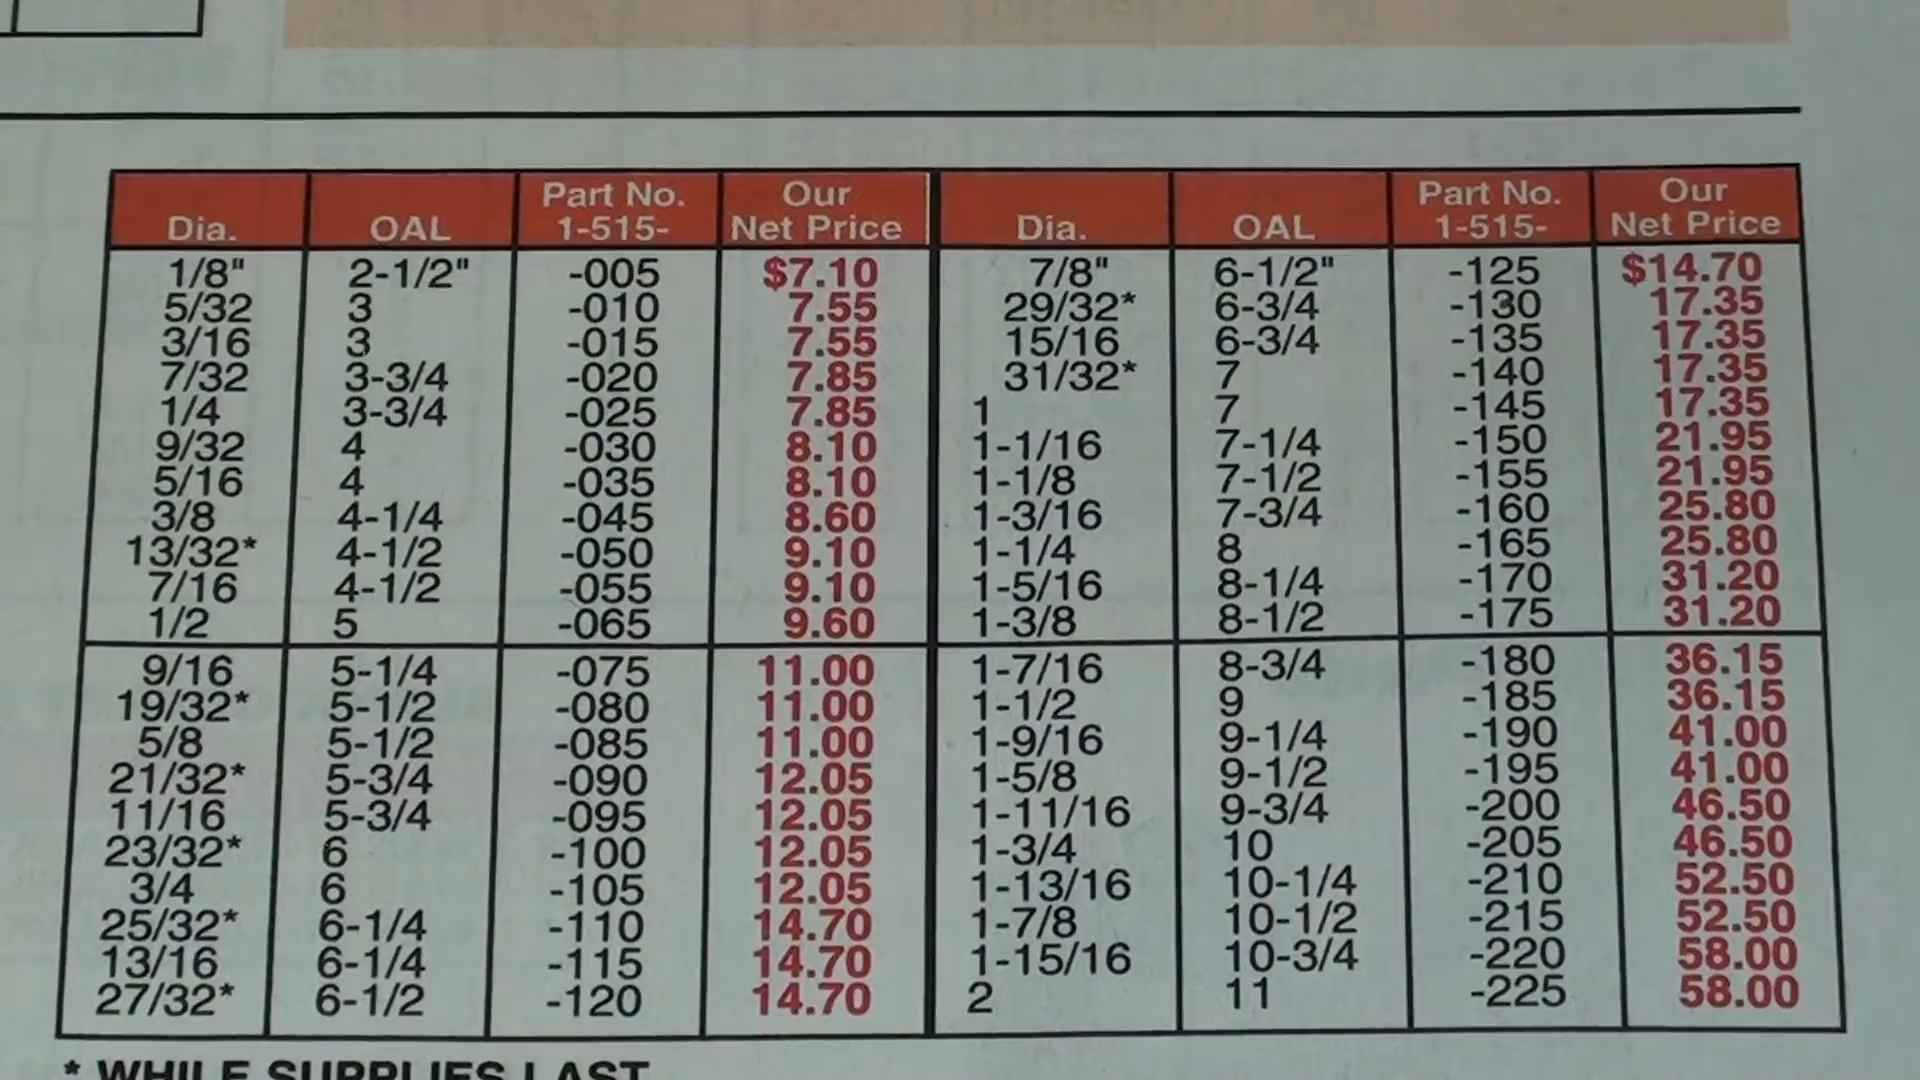 Dia. OAL Part No. 1-515- Our Net Price Dia. OAL Part No. 1-515- Our Net Price
1/8" 2-1/2" -005 $7.10 7/8" 6-1/2" -125 $14.70
5/32 3 -010 7.55 29/32* 6-3/4 -130 17.35
3/16 3 -015 7.55 15/16 6-3/4 -135 17.35
7/32 3-3/4 -020 7.85 31/32* 7 -140 17.35
1/4 3-3/4 -025 7.85 1 7 -145 17.35
9/32 4 -030 8.10 1-1/16 7-1/4 -150 21.95
5/16 4 -035 8.10 1-1/8 7-1/2 -155 21.95
3/8 4-1/4 -045 8.60 1-3/16 7-3/4 -160 25.80
13/32* 4-1/2 -050 9.10 1-1/4 8 -165 25.80
7/16 4-1/2 -055 9.10 1-5/16 8-1/4 -170 31.20
1/2 5 -065 9.60 1-3/8 8-1/2 -175 31.20
9/16 5-1/4 -075 11.00 1-7/16 8-3/4 -180 36.15
19/32* 5-1/2 -080 11.00 1-1/2 9 -185 36.15
5/8 5-1/2 -085 11.00 1-9/16 9-1/4 -190 41.00
21/32* 5-3/4 -090 12.05 1-5/8 9-1/2 -195 41.00
11/16 5-3/4 -095 12.05 1-11/16 9-3/4 -200 46.50
23/32* 6 -100 12.05 1-3/4 10 -205 46.50
3/4 6 -105 12.05 1-13/16 10-1/4 -210 52.50
25/32* 6-1/4 -110 14.70 1-7/8 10-1/2 -215 52.50
13/16 6-1/4 -115 14.70 1-15/16 10-3/4 -220 58.00
27/32* 6-1/2 -120 14.70 2 11 -225 58.00
* WHILE SUPPLIES LAST